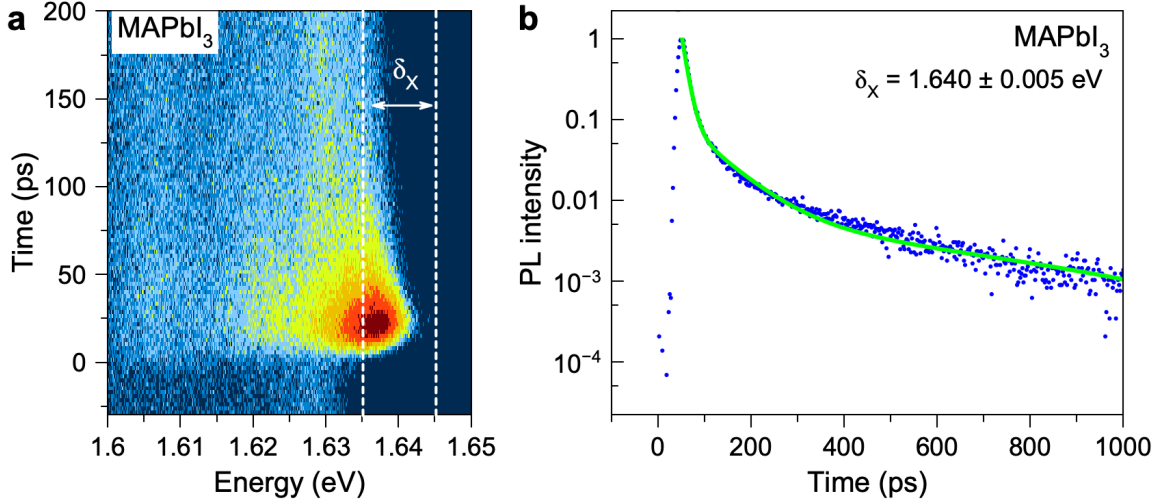 a
MAPbI₃
δₓ
200
150
100
50
0
Time (ps)
1.6
1.61
1.62
1.63
1.64
1.65
Energy (eV)
b
MAPbI₃
δₓ = 1.640 ± 0.005 eV
1
0.1
0.01
10⁻³
10⁻⁴
PL intensity
0
200
400
600
800
1000
Time (ps)